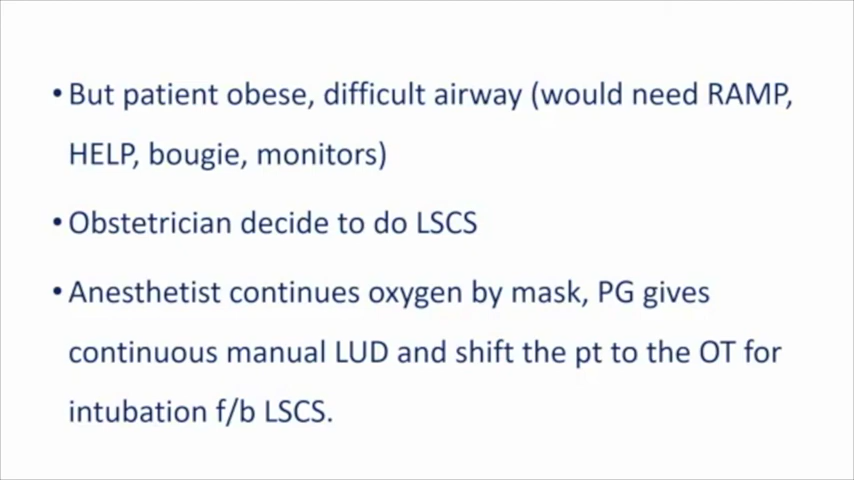 • But patient obese, difficult airway (would need RAMP,
HELP, bougie, monitors)
• Obstetrician decide to do LSCS
• Anesthetist continues oxygen by mask, PG gives
continuous manual LUD and shift the pt to the OT for
intubation f/b LSCS.